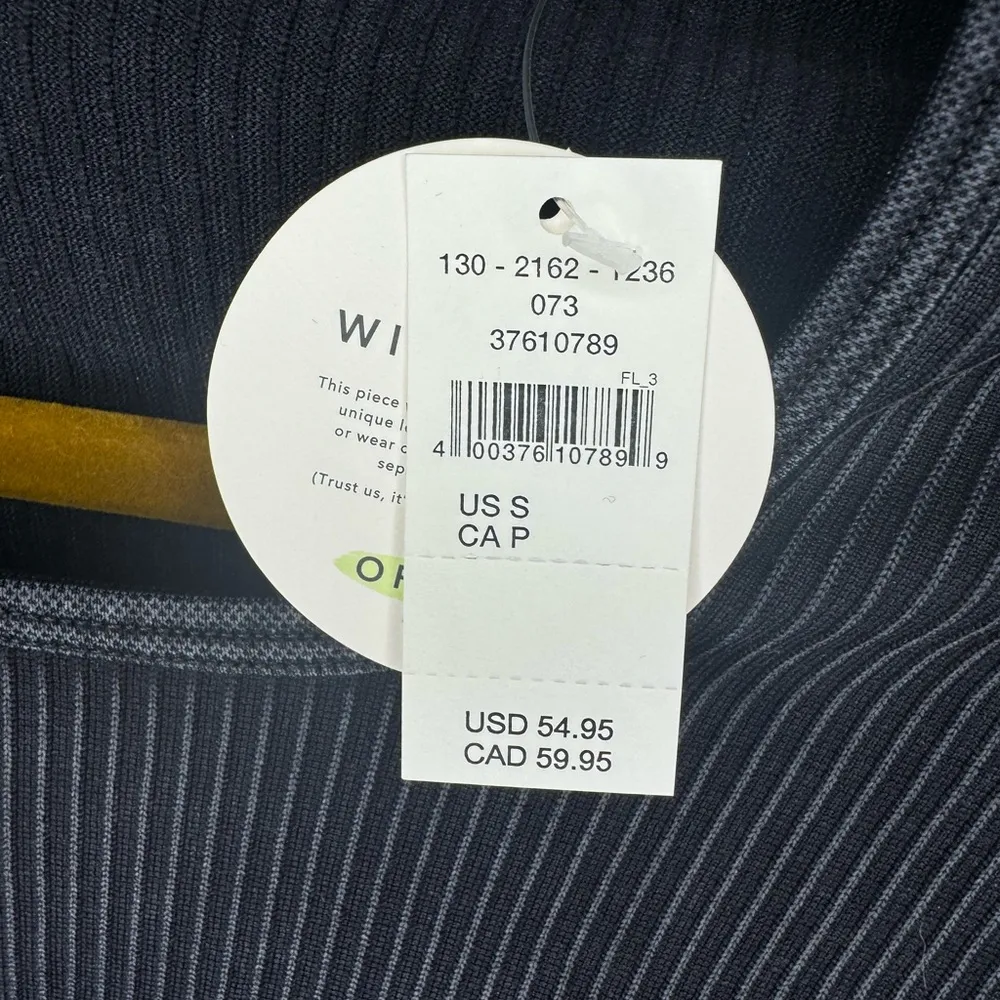 WI
This piece
unique
or wear
sep
(Trust us, it'
OF
130 - 2162 - 1236
073
37610789
FL_3
4 00376 10789 9
US S
CA P
USD 54.95
CAD 59.95